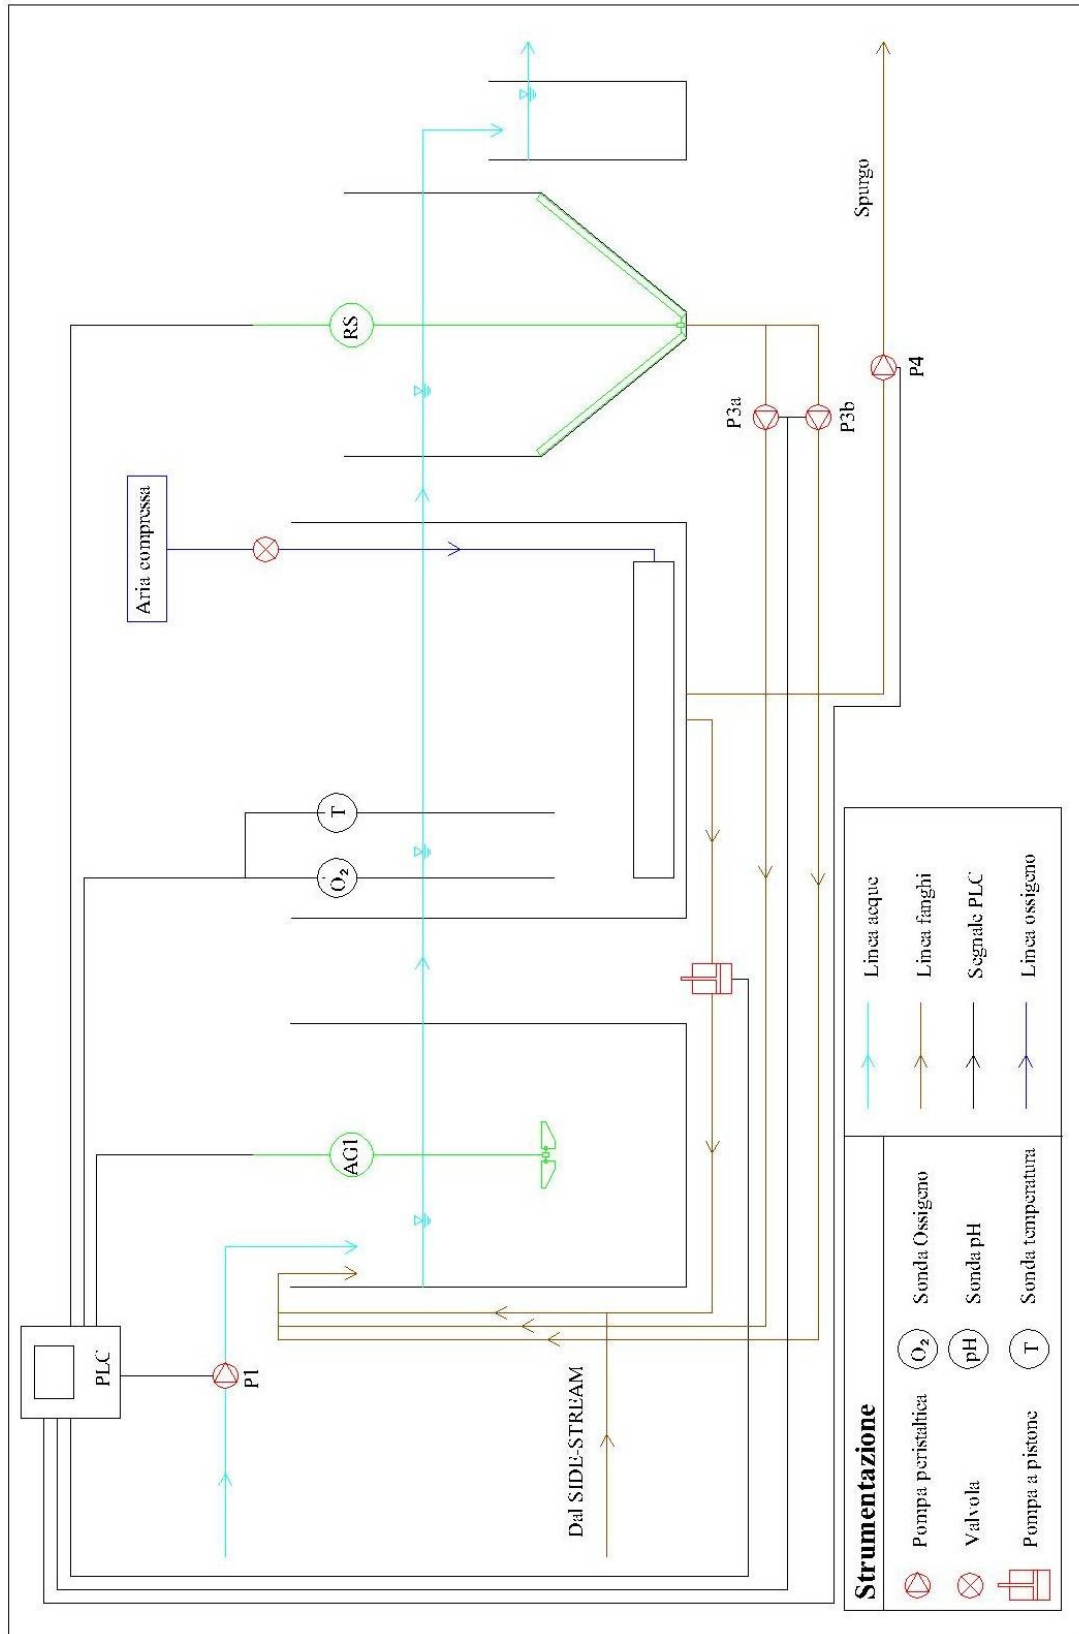 PLC
P1
AG1
O₂
T
Aria compressa
RS
P3a
P3b
P4
Spurgo
Dal SIDE-STREAM
Strumentazione
Pompa peristaltica
O₂ Sonda Ossigeno
Linea acque
Valvola
pH Sonda pH
Linea fanghi
Pompa a pistone
T Sonda temperatura
Segnale PLC
Linea ossigeno